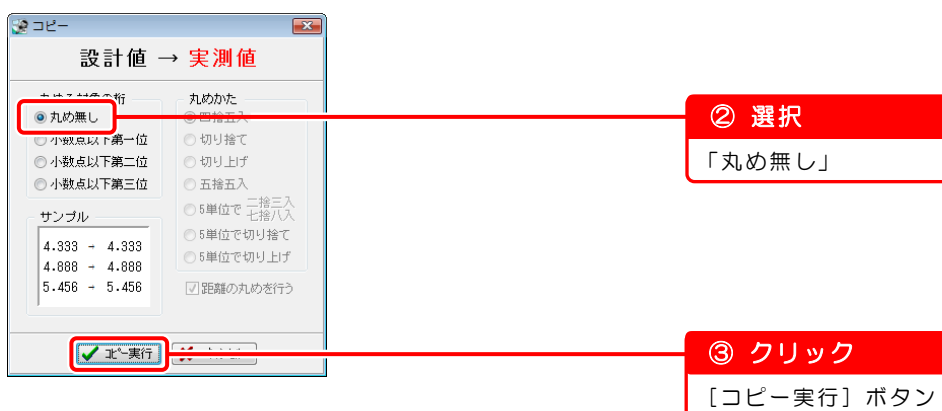 コピー
設計値 → 実測値
丸める対象の桁
丸め無し
小数点以下第一位
小数点以下第二位
小数点以下第三位
サンプル
4.333 → 4.333
4.888 → 4.888
5.456 → 5.456
丸めかた
四捨五入
切り捨て
切り上げ
五捨五入
5単位で 二捨三入
七捨八入
5単位で切り捨て
5単位で切り上げ
距離の丸めを行う
コピー実行
② 選択
「丸め無し」
③ クリック
[コピー実行] ボタン